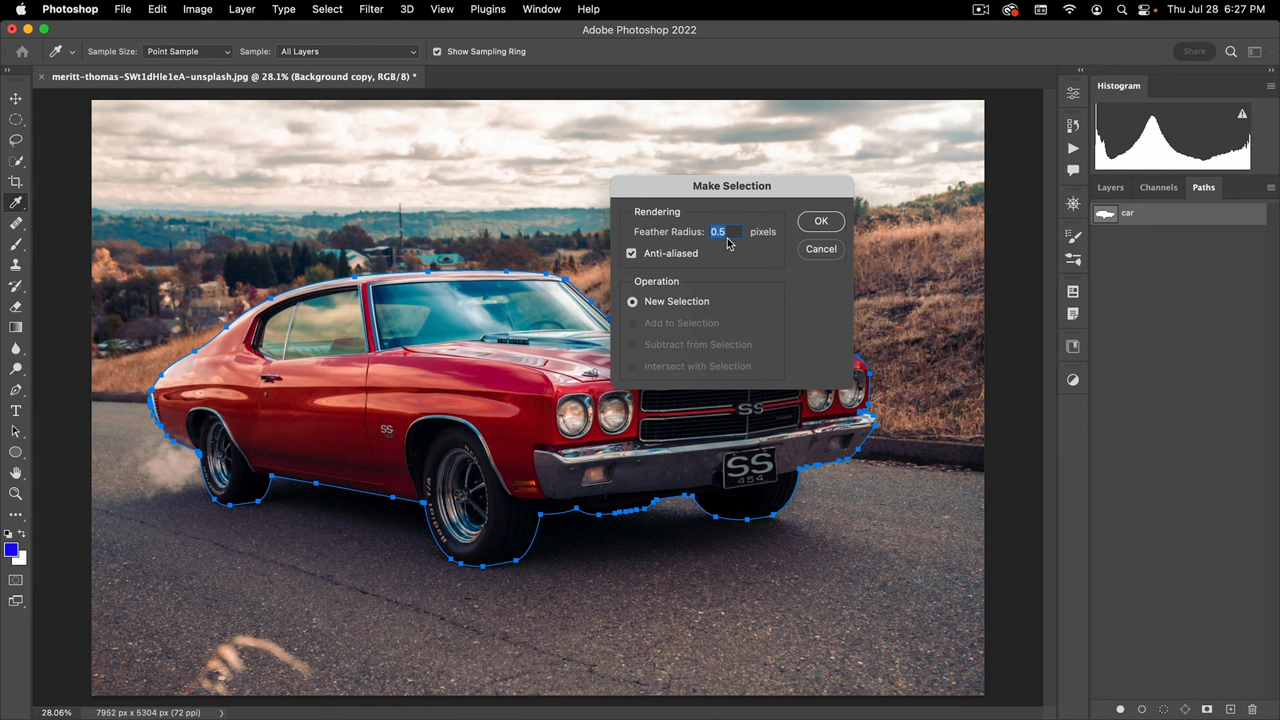 Photoshop File Edit Image Layer Type Select Filter 3D View Plugins Window Help Thu Jul 28 6:27 PM
Adobe Photoshop 2022
Sample Size: Point Sample Sample: All Layers Show Sampling Ring Share
meritt-thomas-SWt1dHIe1eA-unsplash.jpg @ 28.1% (Background copy, RGB/8) *
Histogram
Layers Channels Paths
car
Make Selection
Rendering
Feather Radius: 0.5 pixels
Anti-aliased
OK
Cancel
Operation
New Selection
Add to Selection
Subtract from Selection
Intersect with Selection
SS
SS
SS
454
Radial T/A
28.06% 7952 px x 5304 px (72 ppi)